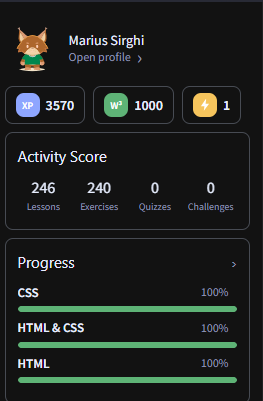 Marius Sirghi
Open profile >
XP 3570 W³ 1000 1
Activity Score
246 240 0 0
Lessons Exercises Quizzes Challenges
Progress >
CSS 100%
HTML & CSS 100%
HTML 100%